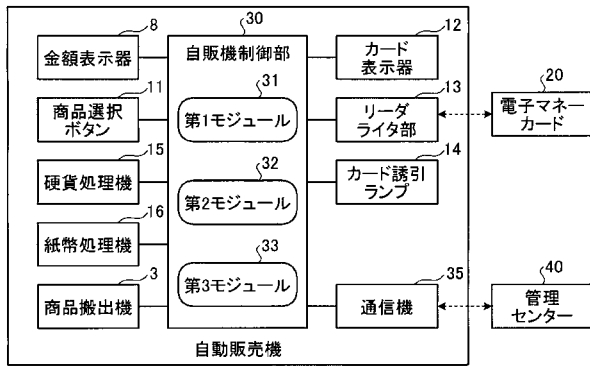 8
金額表示器
11
商品選択
ボタン
15
硬貨処理機
16
紙幣処理機
3
商品搬出機
30
自販機制御部
31
第1モジュール
32
第2モジュール
33
第3モジュール
12
カード
表示器
13
リーダ
ライタ部
14
カード誘引
ランプ
35
通信機
自動販売機
20
電子マネー
カード
40
管理
センター